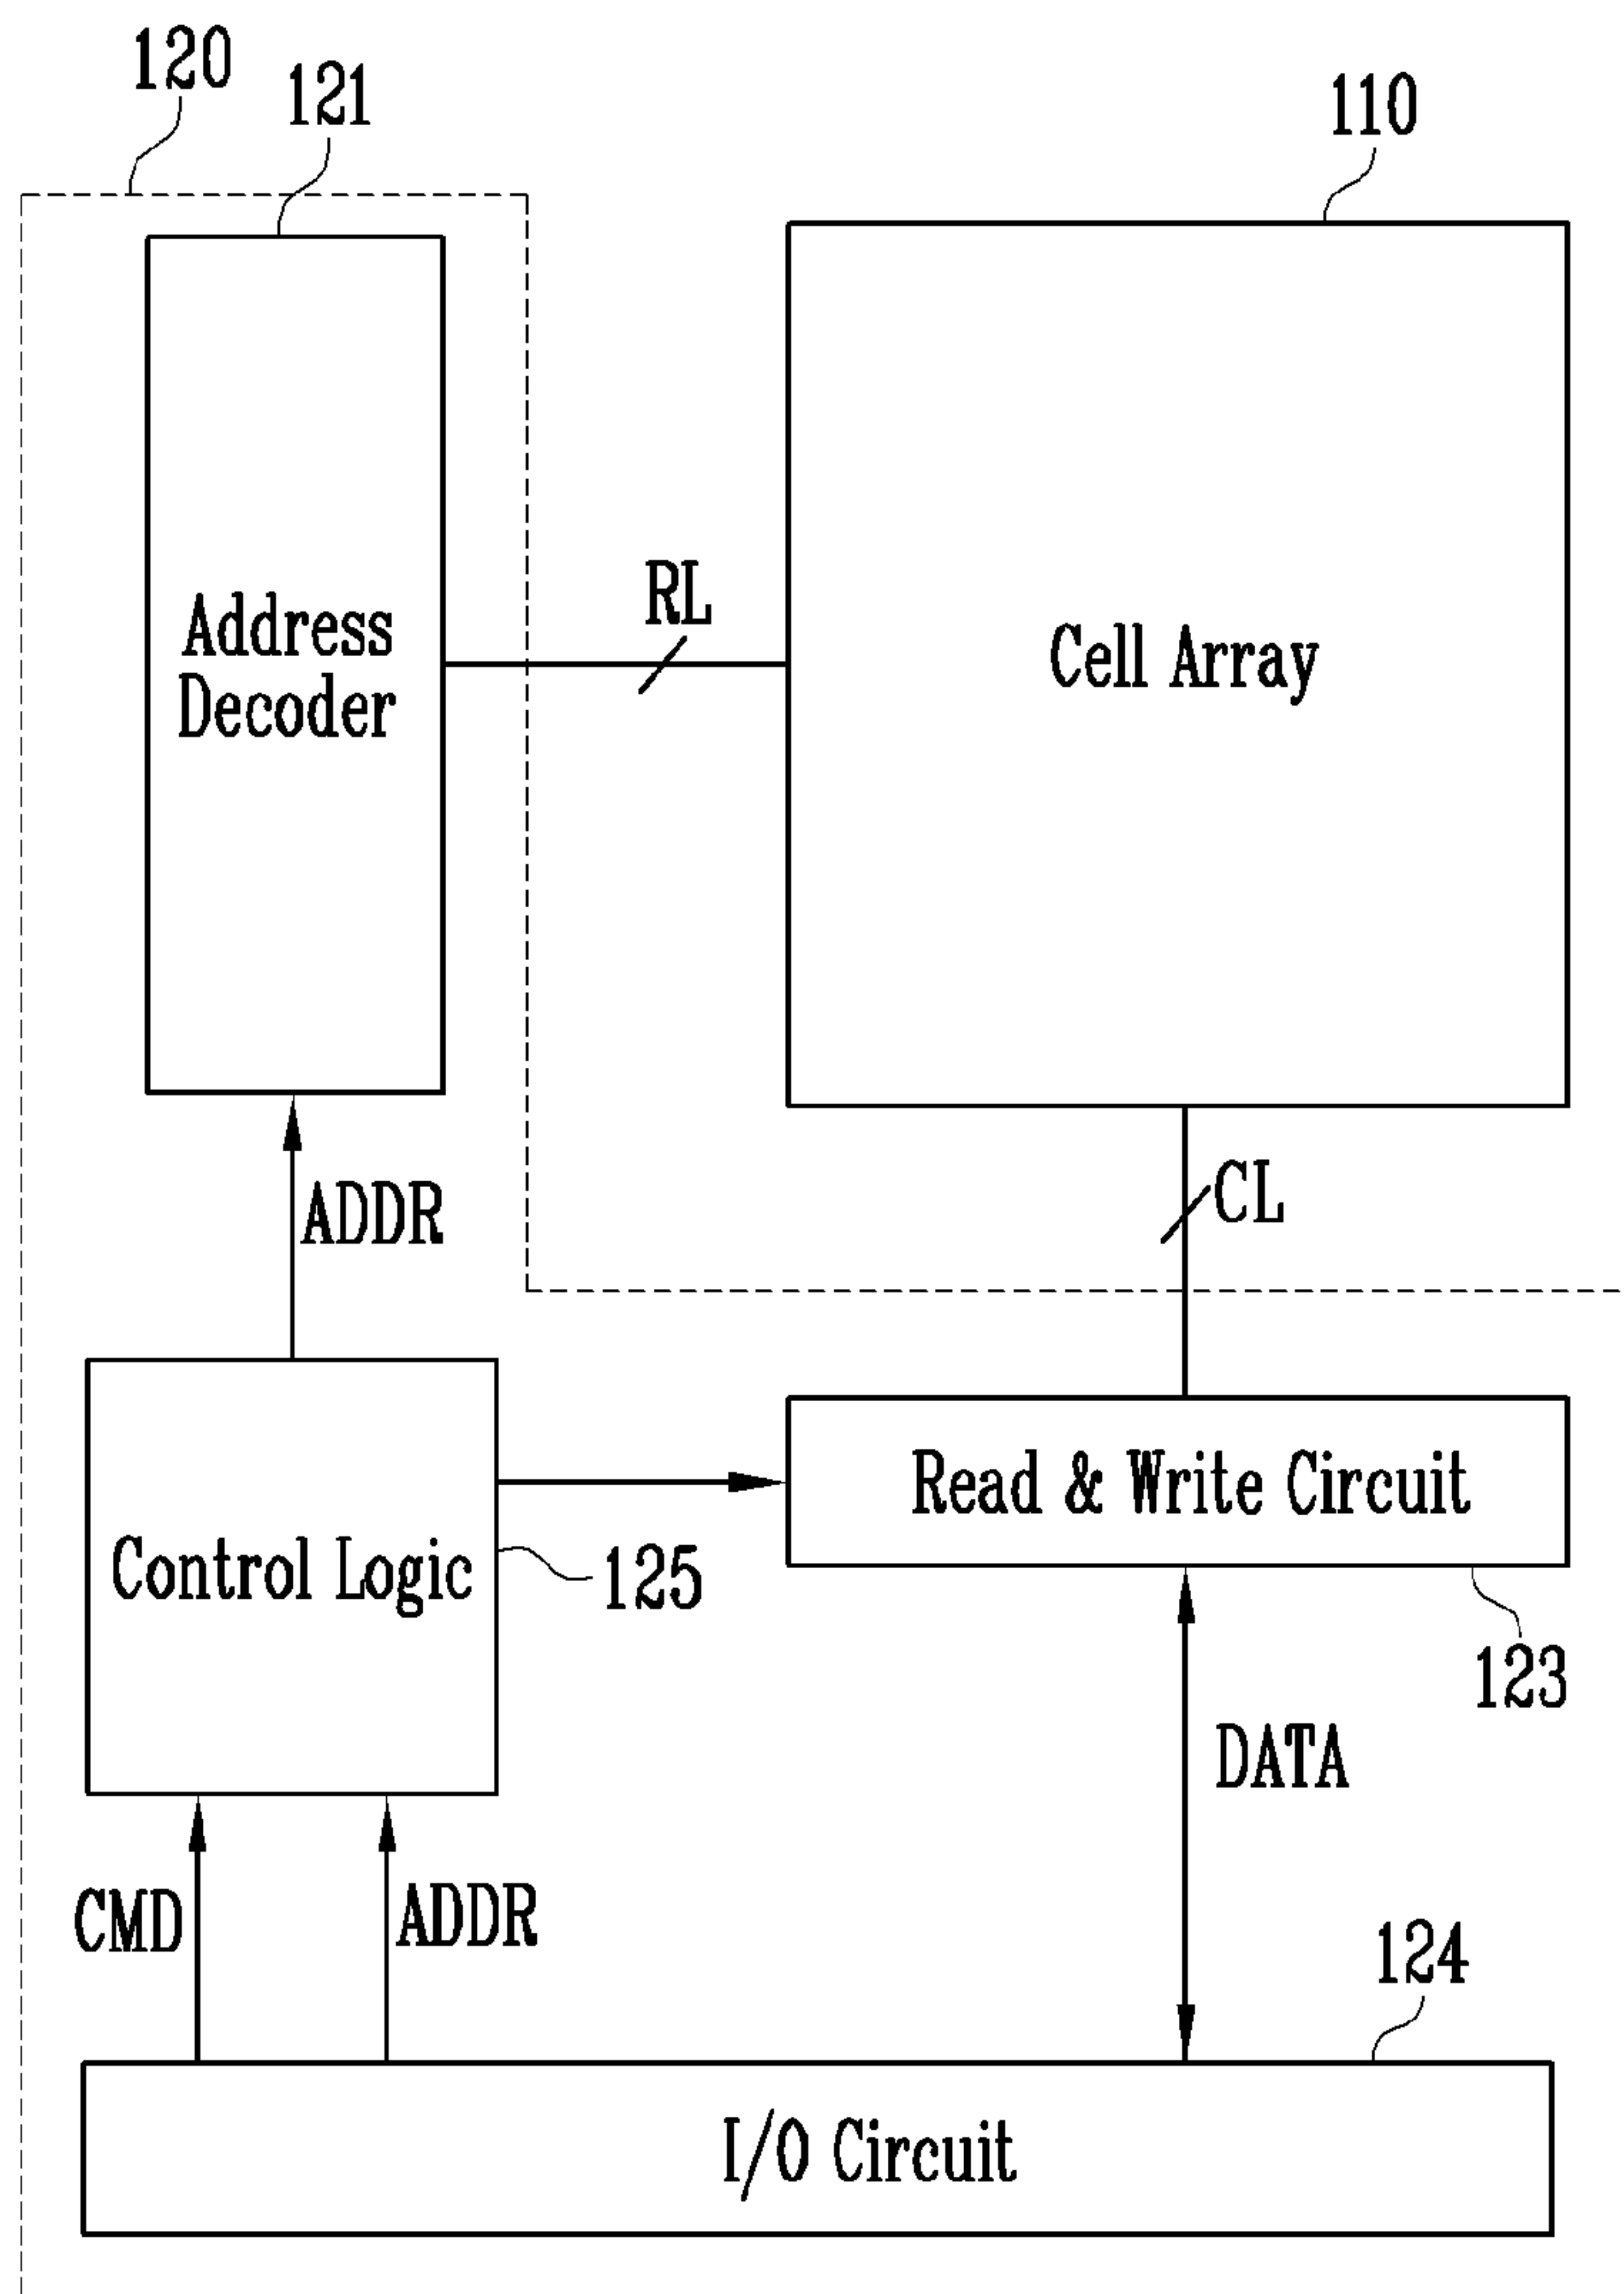 120
121
110
Address
Decoder
RL
Cell Array
ADDR
CL
Control Logic
125
Read & Write Circuit
123
DATA
CMD
ADDR
124
I/O Circuit